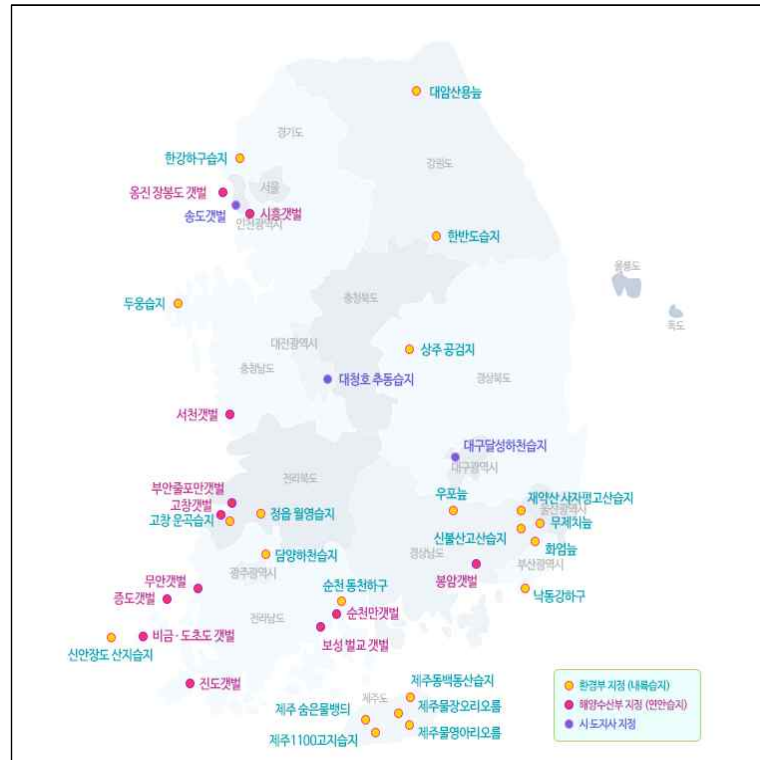 대암산용늪
경기도
강원도
한강하구습지
옹진 장봉도 갯벌
서울
송도갯벌
시흥갯벌
인천광역시
한반도습지
울릉도
독도
두웅습지
충청북도
대전광역시
상주 공검지
충청남도
대청호 추동습지
경상북도
서천갯벌
대구달성하천습지
대구광역시
전라북도
부안줄포만갯벌
고창갯벌
고창 운곡습지
정읍 월영습지
우포늪
재약산 사자평고산습지
울산광역시
무제치늪
신불산고산습지
화엄늪
담양하천습지
경상남도
부산광역시
광주광역시
봉암갯벌
무안갯벌
증도갯벌
순천 동천하구
낙동강하구
순천만갯벌
전라남도
비금·도초도 갯벌
보성 벌교 갯벌
신안장도 산지습지
진도갯벌
제주동백동산습지
제주도
제주 숨은물뱅듸
제주물장오리오름
제주1100고지습지
제주물영아리오름
환경부 지정 (내륙습지)
해양수산부 지정 (연안습지)
시 도지사 지정